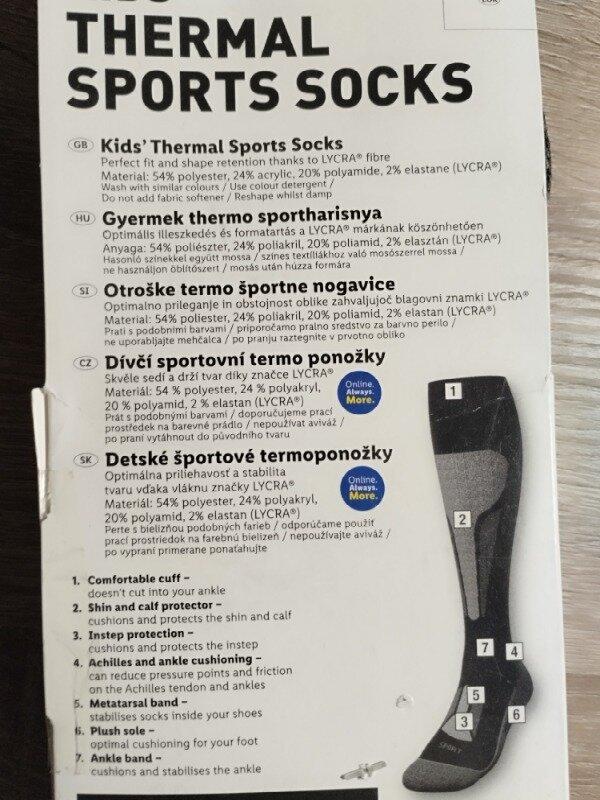 THERMAL
SPORTS SOCKS
GB Kids' Thermal Sports Socks
Perfect fit and shape retention thanks to LYCRA® fibre
Material: 54% polyester, 24% acrylic, 20% polyamide, 2% elastane (LYCRA®)
Wash with similar colours / Use colour detergent /
Do not add fabric softener / Reshape whilst damp
HU Gyermek thermo sportharisnya
Optimális illeszkedés és formatartás a LYCRA® márkának köszönhetően
Anyaga: 54% poliészter, 24% poliakril, 20% poliamid, 2% elasztán (LYCRA®)
Hasonló színekkel együtt mossa / színes textíliákhoz való mosószerrel mossa /
ne használjon öblítőszert / mosás után húzza formára
SI Otroške termo športne nogavice
Optimalno prileganje in obstojnost oblike zahvaljujoč blagovni znamki LYCRA®
Material: 54% poliester, 24% poliakril, 20% poliamid, 2% elastan (LYCRA®)
Prati s podobnimi barvami / priporočamo pralno sredstvo za barvno perilo /
ne uporabljajte mehčalca / po pranju raztegnite v prvotno obliko
CZ Dívčí sportovní termo ponožky
Skvěle sedí a drží tvar díky značce LYCRA®
Materiál: 54 % polyester, 24 % polyakryl,
20 % polyamid, 2 % elastan (LYCRA®)
Prát s podobnými barvami / doporučujeme prací
prostředek na barevné prádlo / nepoužívat aviváž /
po praní vytáhnout do původního tvaru
Online.
Always.
More.
SK Detské športové termoponožky
Optimálna priliehavosť a stabilita
tvaru vďaka vláknu značky LYCRA®
Materiál: 54% polyester, 24% polyakryl,
20% polyamid, 2% elastan (LYCRA®)
Perte s bielizňou podobných farieb / odporúčame použiť
prací prostriedok na farebnú bielizeň / nepoužívajte aviváž /
po vypraní primerane ponaťahujte
Online.
Always.
More.
1. Comfortable cuff –
doesn't cut into your ankle
2. Shin and calf protector –
cushions and protects the shin and calf
3. Instep protection –
cushions and protects the instep
4. Achilles and ankle cushioning –
can reduce pressure points and friction
on the Achilles tendon and ankles
5. Metatarsal band –
stabilises socks inside your shoes
6. Plush sole –
optimal cushioning for your foot
7. Ankle band –
cushions and stabilises the ankle
1
2
7
4
5
3
6
SPORT